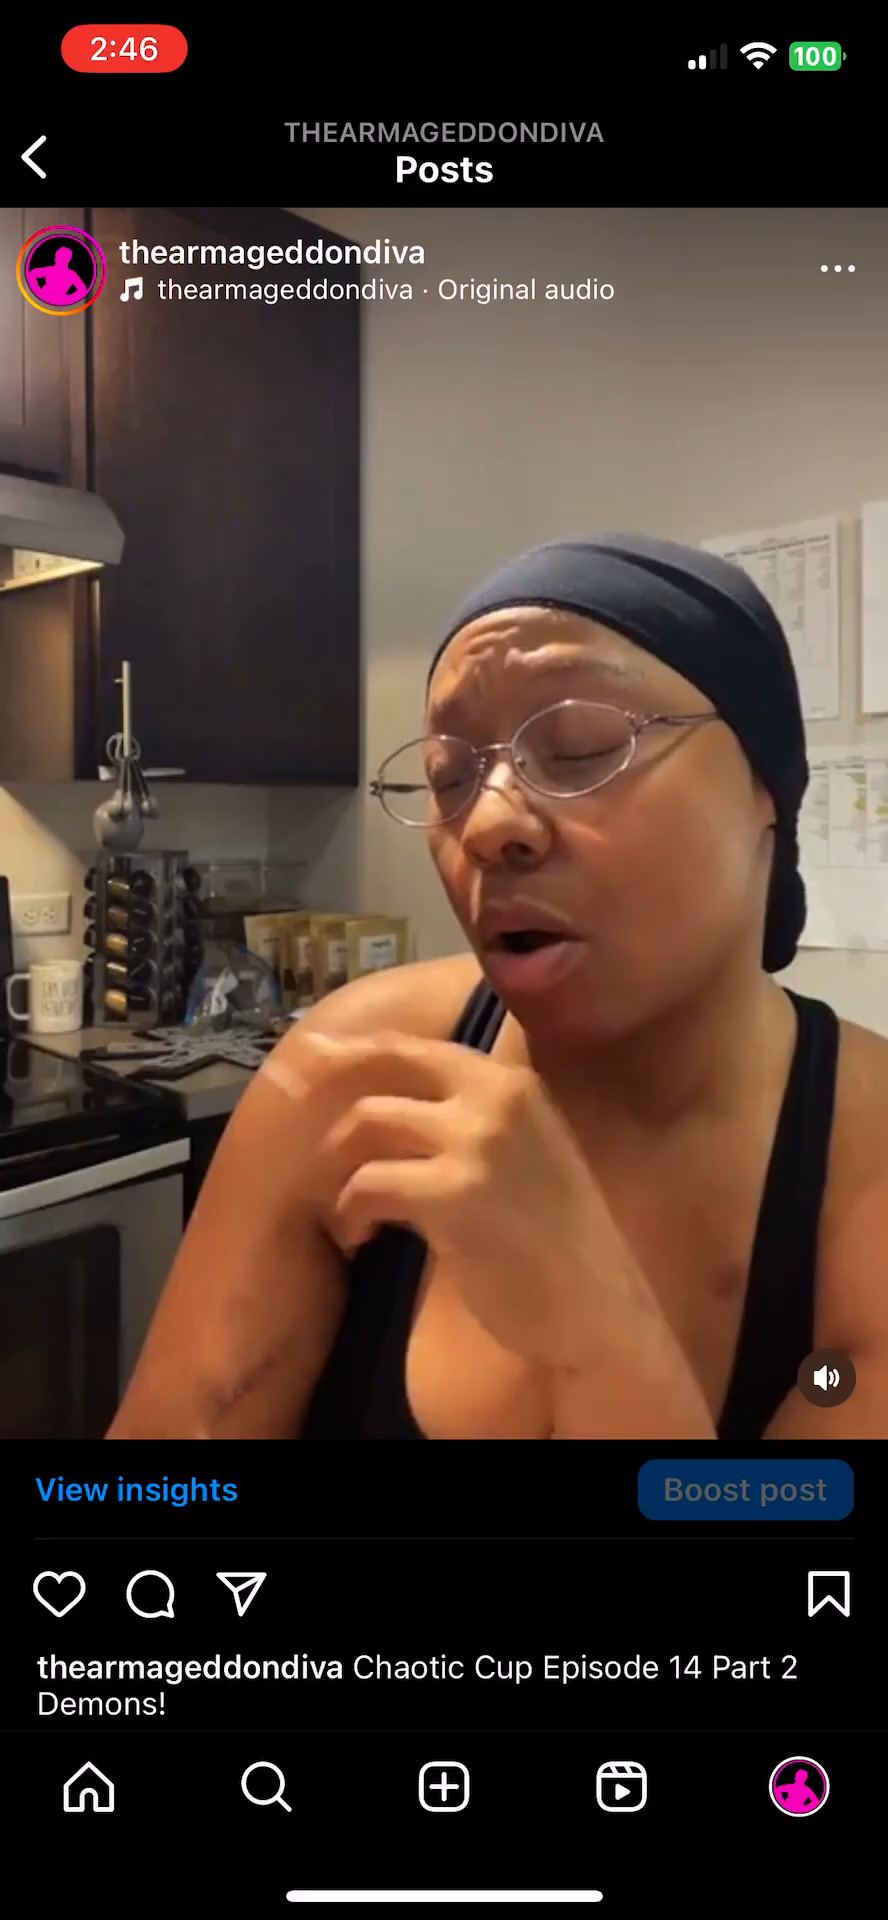 2:46
100
THEARMAGEDDONDIVA
Posts
thearmageddondiva
thearmageddondiva · Original audio
View insights
Boost post
thearmageddondiva Chaotic Cup Episode 14 Part 2
Demons!